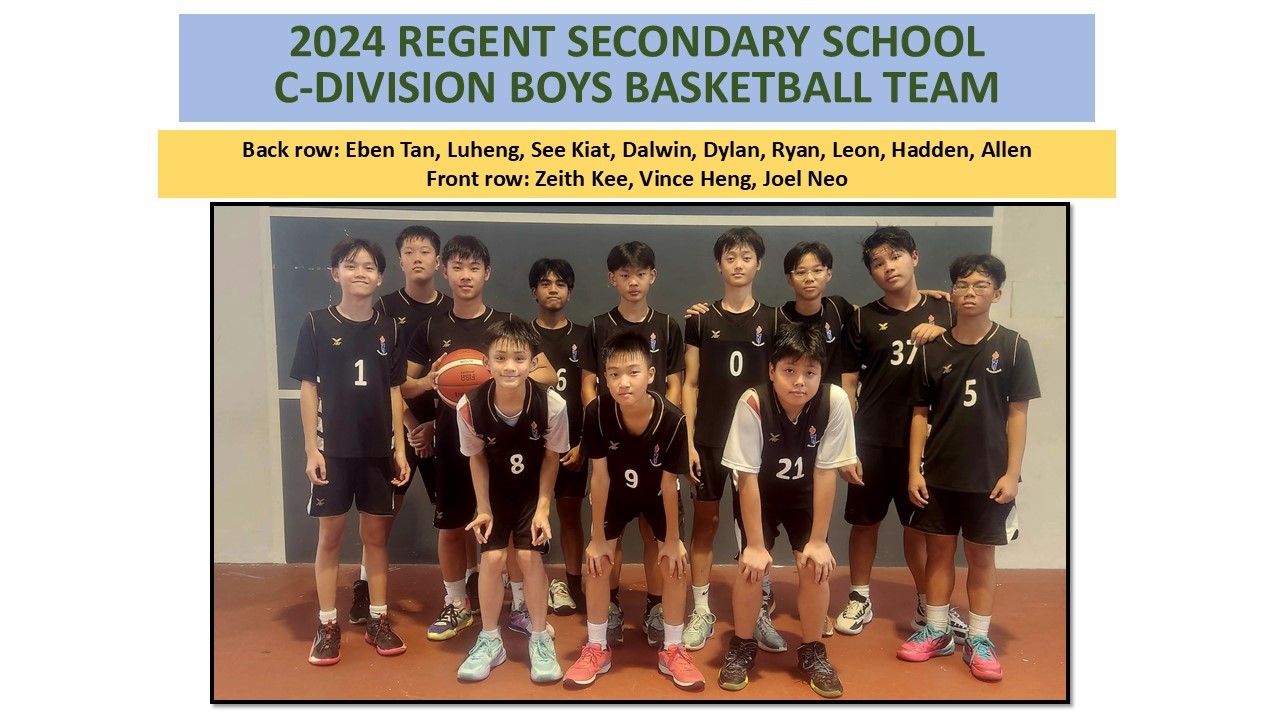 2024 REGENT SECONDARY SCHOOL
C-DIVISION BOYS BASKETBALL TEAM
Back row: Eben Tan, Luheng, See Kiat, Dalwin, Dylan, Ryan, Leon, Hadden, Allen
Front row: Zeith Kee, Vince Heng, Joel Neo
1
6
0
37
5
8
9
21